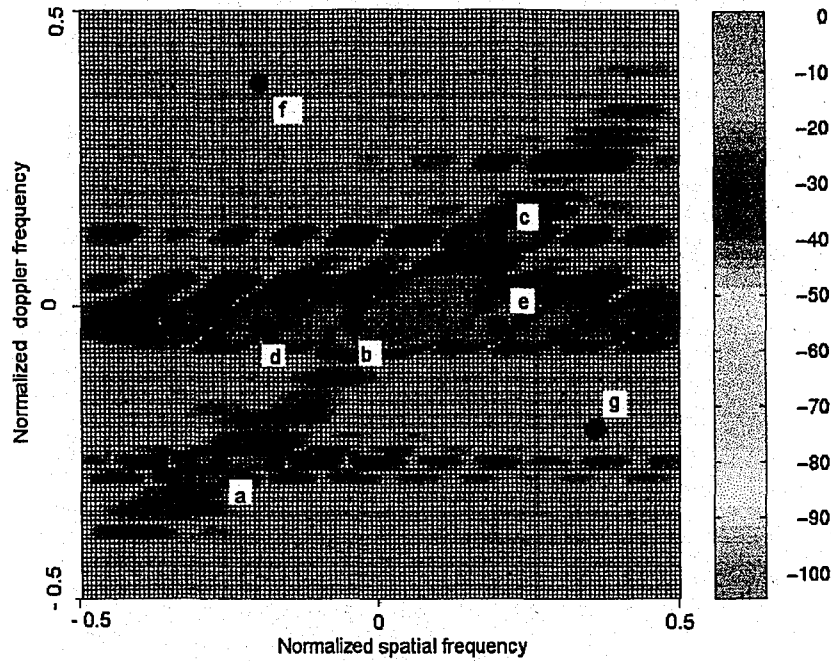 0.5
f
c
e
d
b
g
a
0
-0.5
-0.5
0
0.5
Normalized doppler frequency
Normalized spatial frequency
0
-10
-20
-30
-40
-50
-60
-70
-80
-90
-100